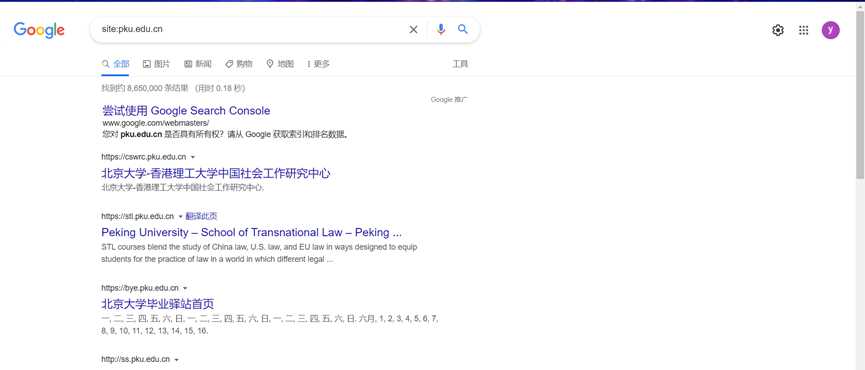 Google
site:pku.edu.cn
y
全部 图片 新闻 购物 地图 更多 工具
找到约 8,650,000 条结果 (用时 0.18 秒)
Google 推广
尝试使用 Google Search Console
www.google.com/webmasters/
您对 pku.edu.cn 是否具有所有权？请从 Google 获取索引和排名数据。
https://cswrc.pku.edu.cn
北京大学-香港理工大学中国社会工作研究中心
北京大学-香港理工大学中国社会工作研究中心.
https://stl.pku.edu.cn 翻译此页
Peking University – School of Transnational Law – Peking ...
STL courses blend the study of China law, U.S. law, and EU law in ways designed to equip
students for the practice of law in a world in which different legal ...
https://bye.pku.edu.cn
北京大学毕业驿站首页
一, 二, 三, 四, 五, 六, 日, 一, 二, 三, 四, 五, 六, 日, 一, 二, 三, 四, 五, 六, 日. 六月, 1, 2, 3, 4, 5, 6, 7,
8, 9, 10, 11, 12, 13, 14, 15, 16.
http://ss.pku.edu.cn